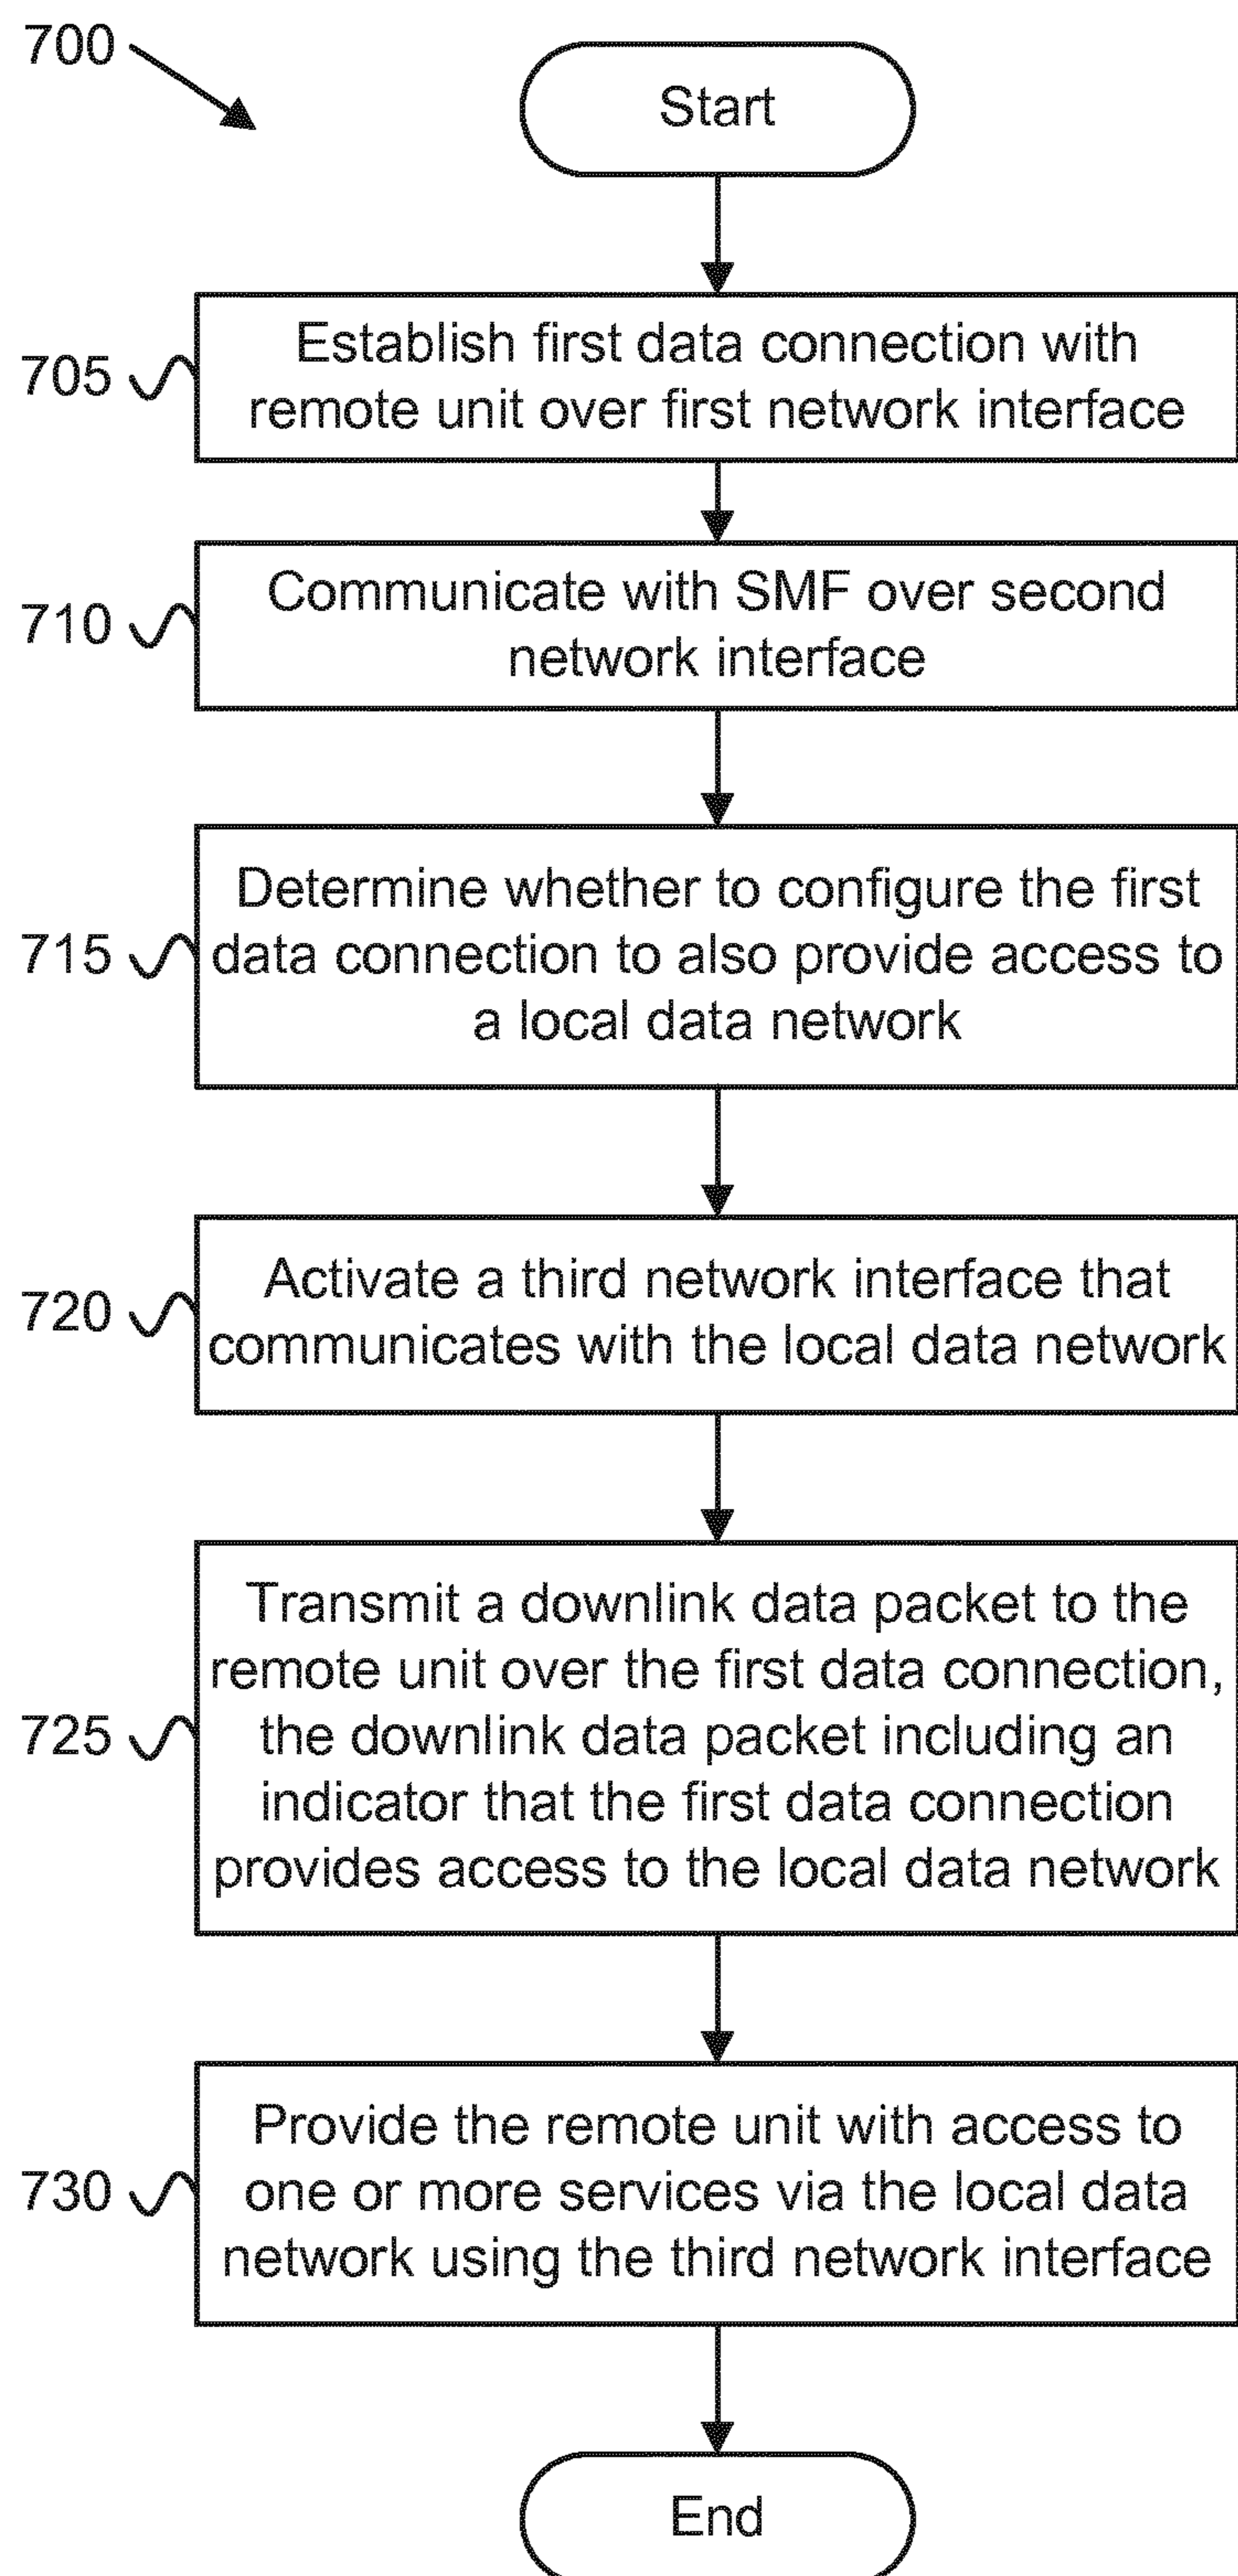 700
Start
705
Establish first data connection with
remote unit over first network interface
710
Communicate with SMF over second
network interface
715
Determine whether to configure the first
data connection to also provide access to
a local data network
720
Activate a third network interface that
communicates with the local data network
725
Transmit a downlink data packet to the
remote unit over the first data connection,
the downlink data packet including an
indicator that the first data connection
provides access to the local data network
730
Provide the remote unit with access to
one or more services via the local data
network using the third network interface
End